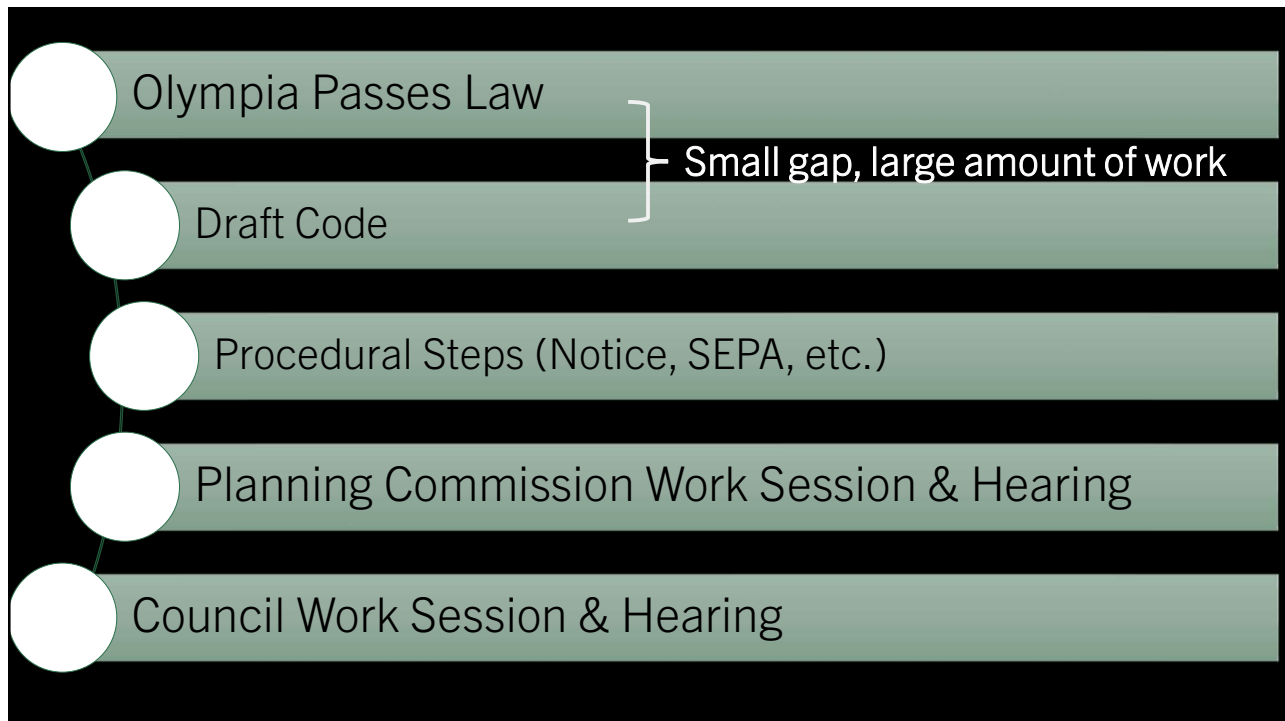 Olympia Passes Law
Small gap, large amount of work
Draft Code
Procedural Steps (Notice, SEPA, etc.)
Planning Commission Work Session & Hearing
Council Work Session & Hearing